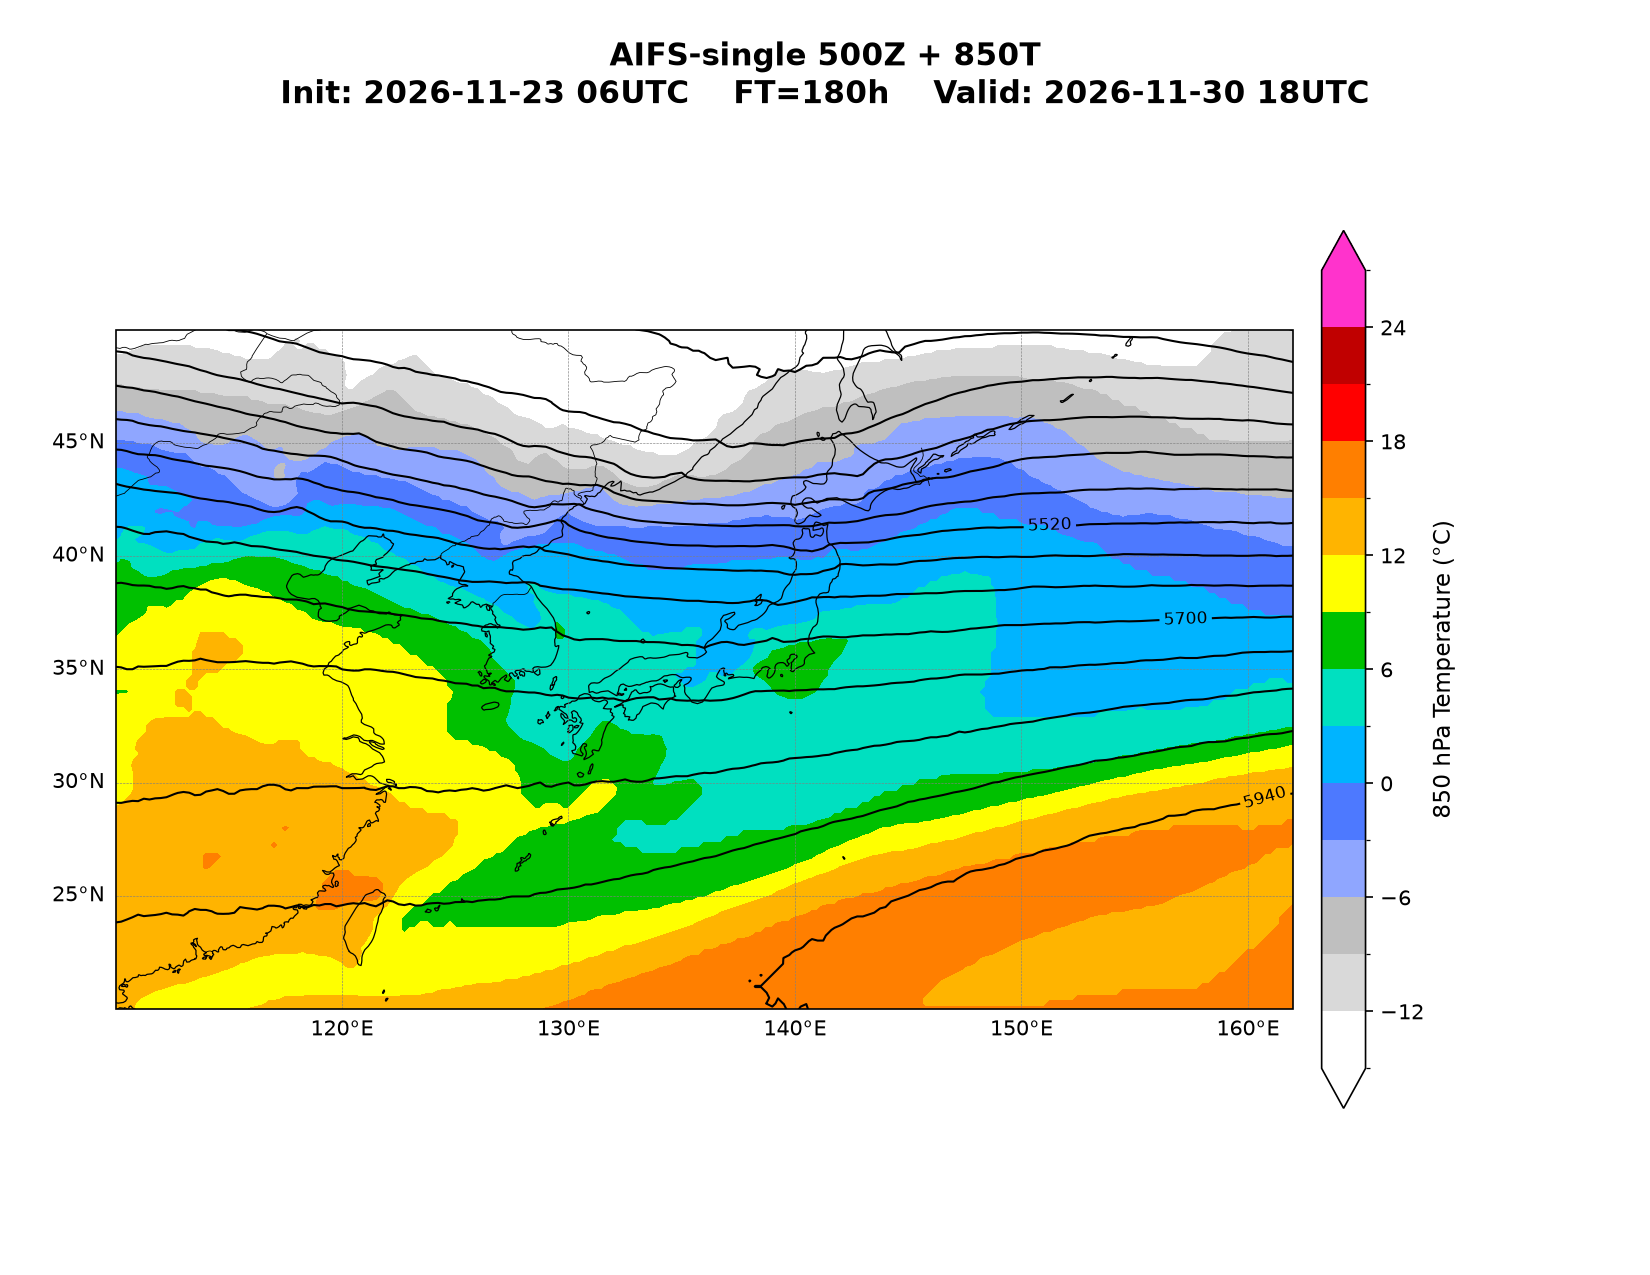 AIFS-single 500Z + 850T
Init: 2026-11-23 06UTC FT=180h Valid: 2026-11-30 18UTC
45°N
40°N
35°N
30°N
25°N
120°E
130°E
140°E
150°E
160°E
5520
5700
5940
24
18
12
6
0
−6
−12
850 hPa Temperature (°C)